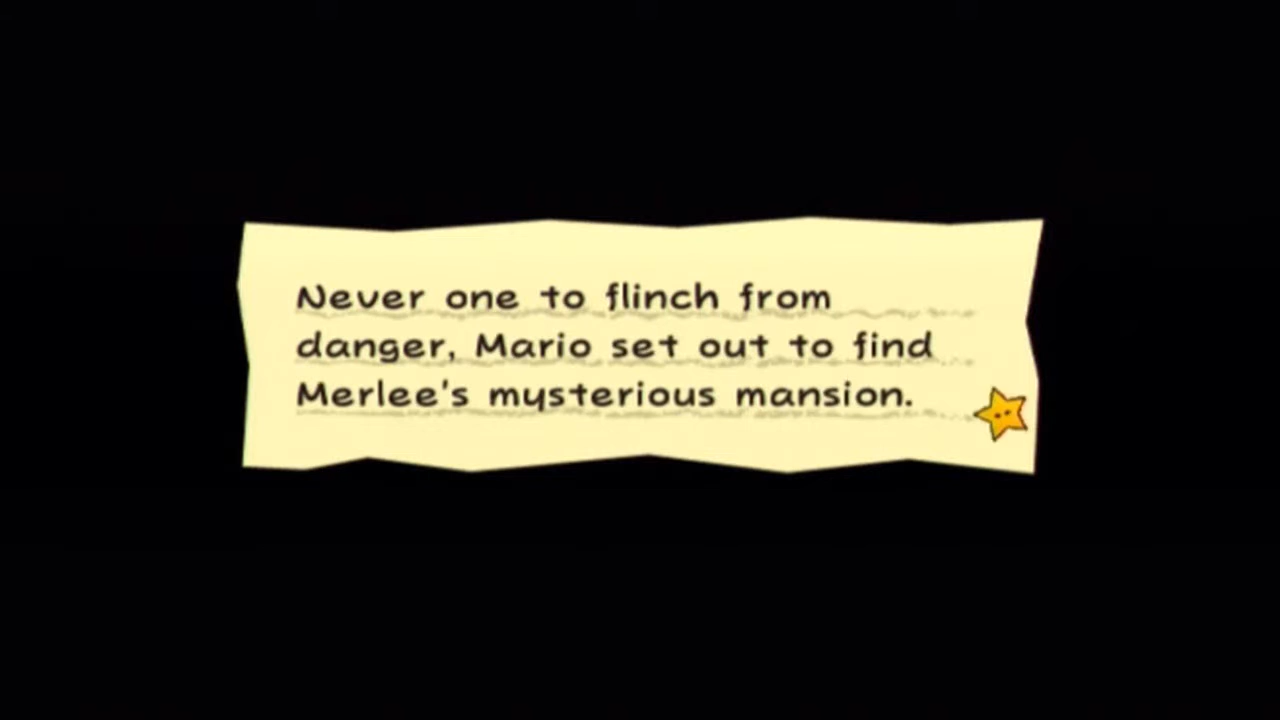 Never one to flinch from
danger, Mario set out to find
Merlee's mysterious mansion.